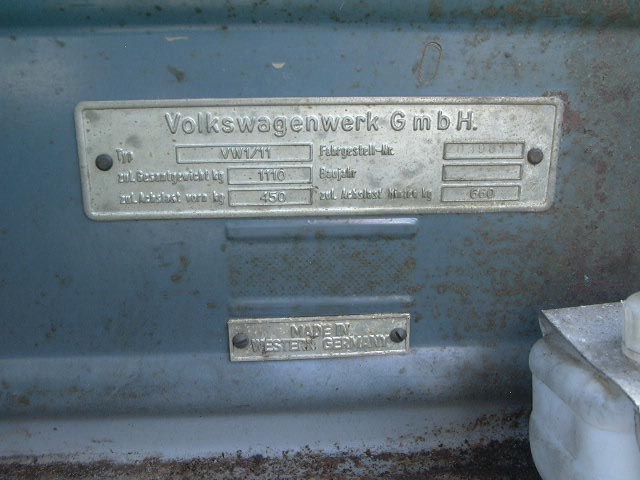 Volkswagenwerk GmbH.
Typ VW1/11 Fahrgestell-Nr.
zul. Gesamtgewicht kg 1110 Baujahr
zul. Achslast vorn kg 450 zul. Achslast hinten kg 660
MADE IN
WESTERN GERMANY